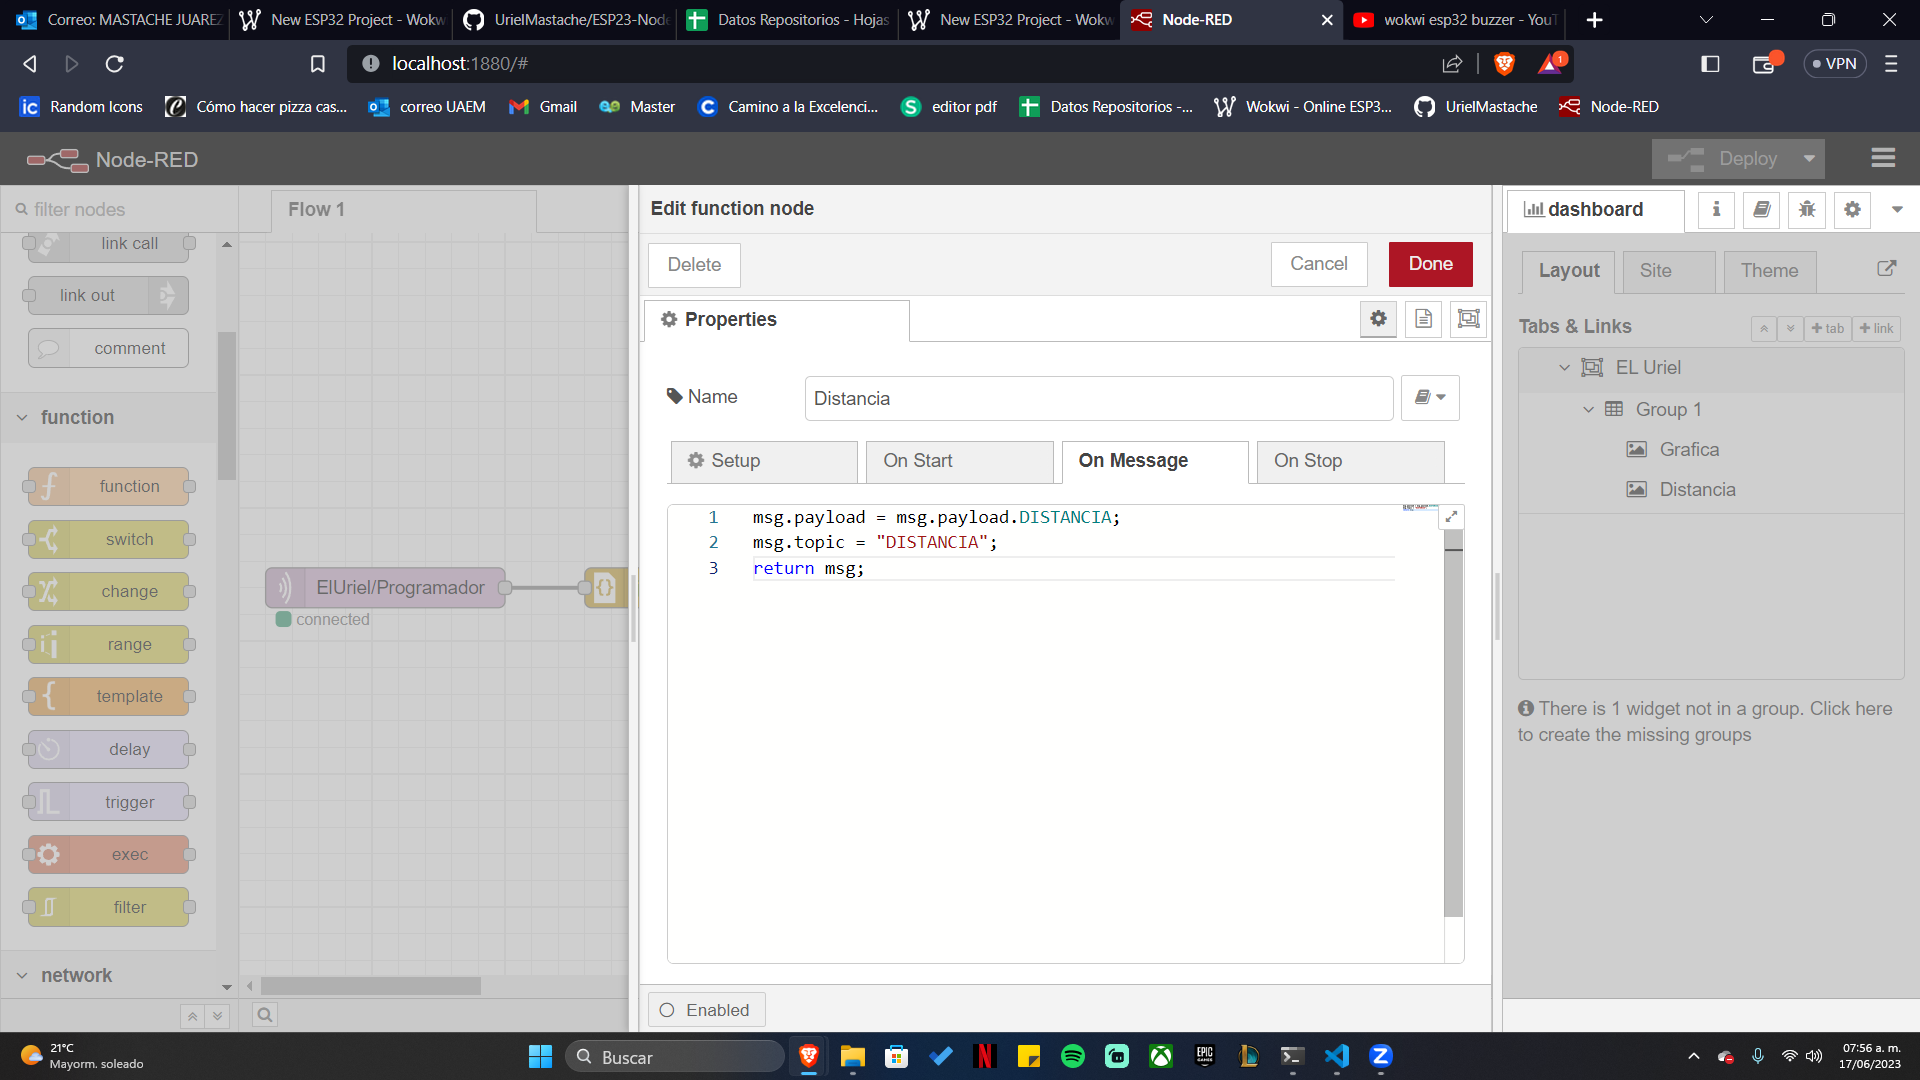 Correo: MASTACHE JUAREZ
New ESP32 Project - Wokw
UrielMastache/ESP23-Node
Datos Repositorios - Hojas
New ESP32 Project - Wokw
Node-RED
wokwi esp32 buzzer - YouT
localhost:1880/#
1
VPN
Random Icons
Cómo hacer pizza cas...
correo UAEM
Gmail
Master
Camino a la Excelenci...
editor pdf
Datos Repositorios -...
Wokwi - Online ESP3...
UrielMastache
Node-RED
Node-RED
Deploy
filter nodes
Flow 1
link call
link out
comment
function
function
switch
change
range
template
delay
trigger
exec
filter
network
ElUriel/Programador
connected
Edit function node
Delete
Cancel
Done
Properties
Name
Distancia
Setup
On Start
On Message
On Stop
1 msg.payload = msg.payload.DISTANCIA;
2 msg.topic = "DISTANCIA";
3 return msg;
Enabled
dashboard
Layout
Site
Theme
Tabs & Links
tab
link
EL Uriel
Group 1
Grafica
Distancia
There is 1 widget not in a group. Click here
to create the missing groups
21°C
Mayorm. soleado
Buscar
EPIC
GAMES
07:56 a. m.
17/06/2023